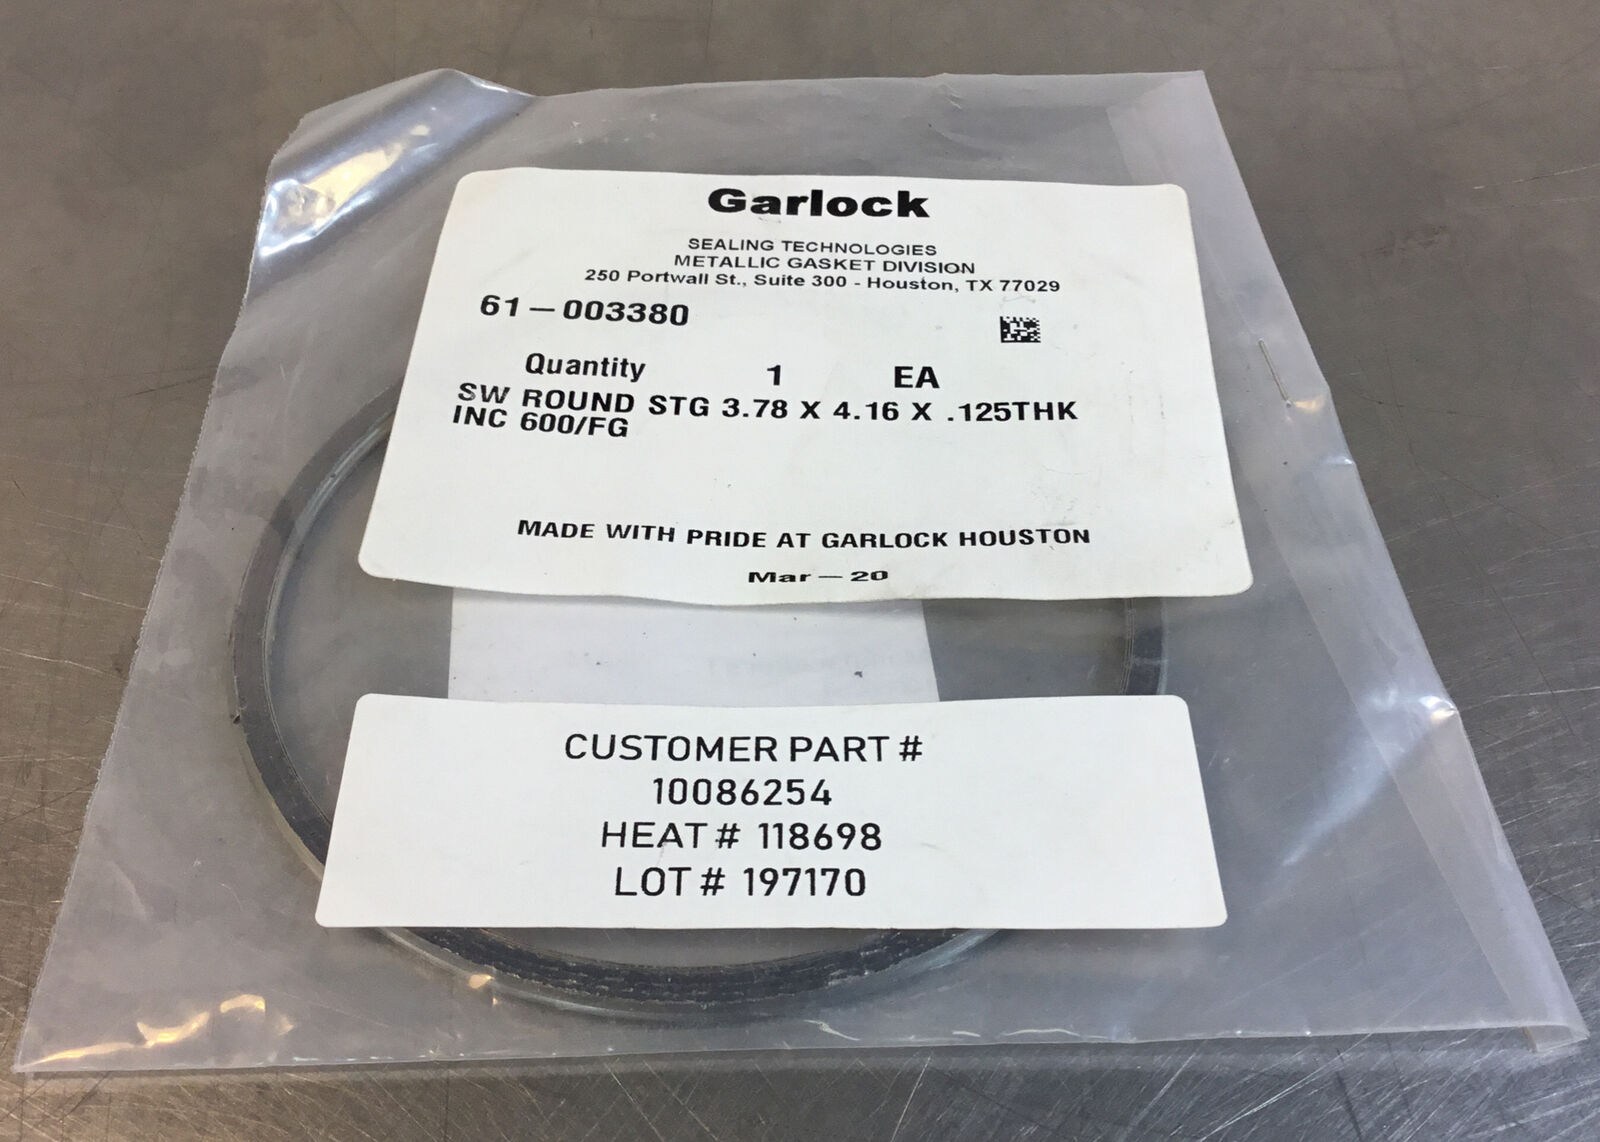 Garlock
SEALING TECHNOLOGIES
METALLIC GASKET DIVISION
250 Portwall St., Suite 300 - Houston, TX 77029
61-003380
Quantity 1 EA
SW ROUND STG 3.78 X 4.16 X .125THK
INC 600/FG
MADE WITH PRIDE AT GARLOCK HOUSTON
Mar-20
CUSTOMER PART #
10086254
HEAT # 118698
LOT # 197170